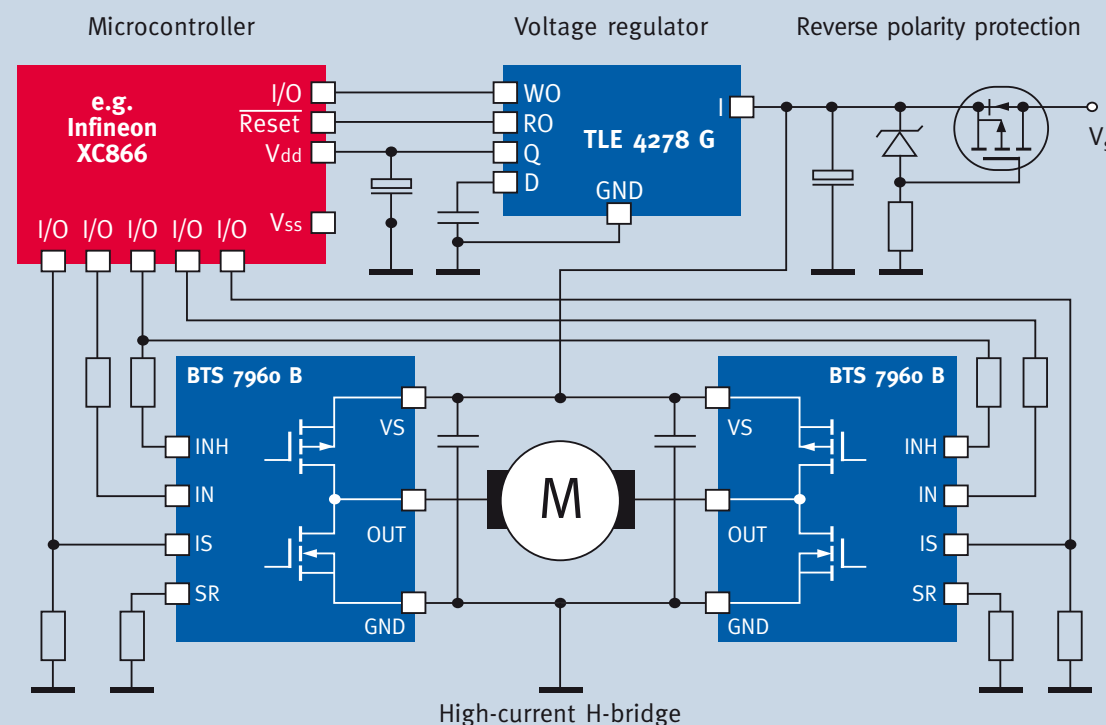 Microcontroller
Voltage regulator
Reverse polarity protection
e.g.
Infineon
XC866
I/O
Reset
Vdd
Vss
I/O I/O I/O I/O I/O
WO
RO
Q
D
I
TLE 4278 G
GND
BTS 7960 B
VS
INH
IN
OUT
IS
SR
GND
M
BTS 7960 B
VS
INH
IN
OUT
IS
SR
GND
High-current H-bridge